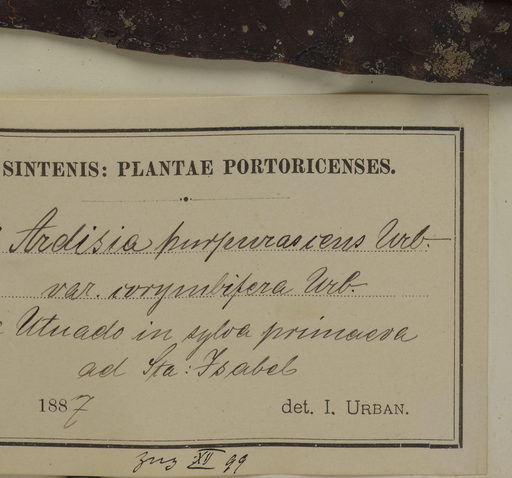 SINTENIS: PLANTAE PORTORICENSES.
Ardisia purpurascens Urb.
var. corymbifera Urb.
Utuado in sylva primaeva
ad Sta: Isabel
1887 det. I. URBAN.
XII 99